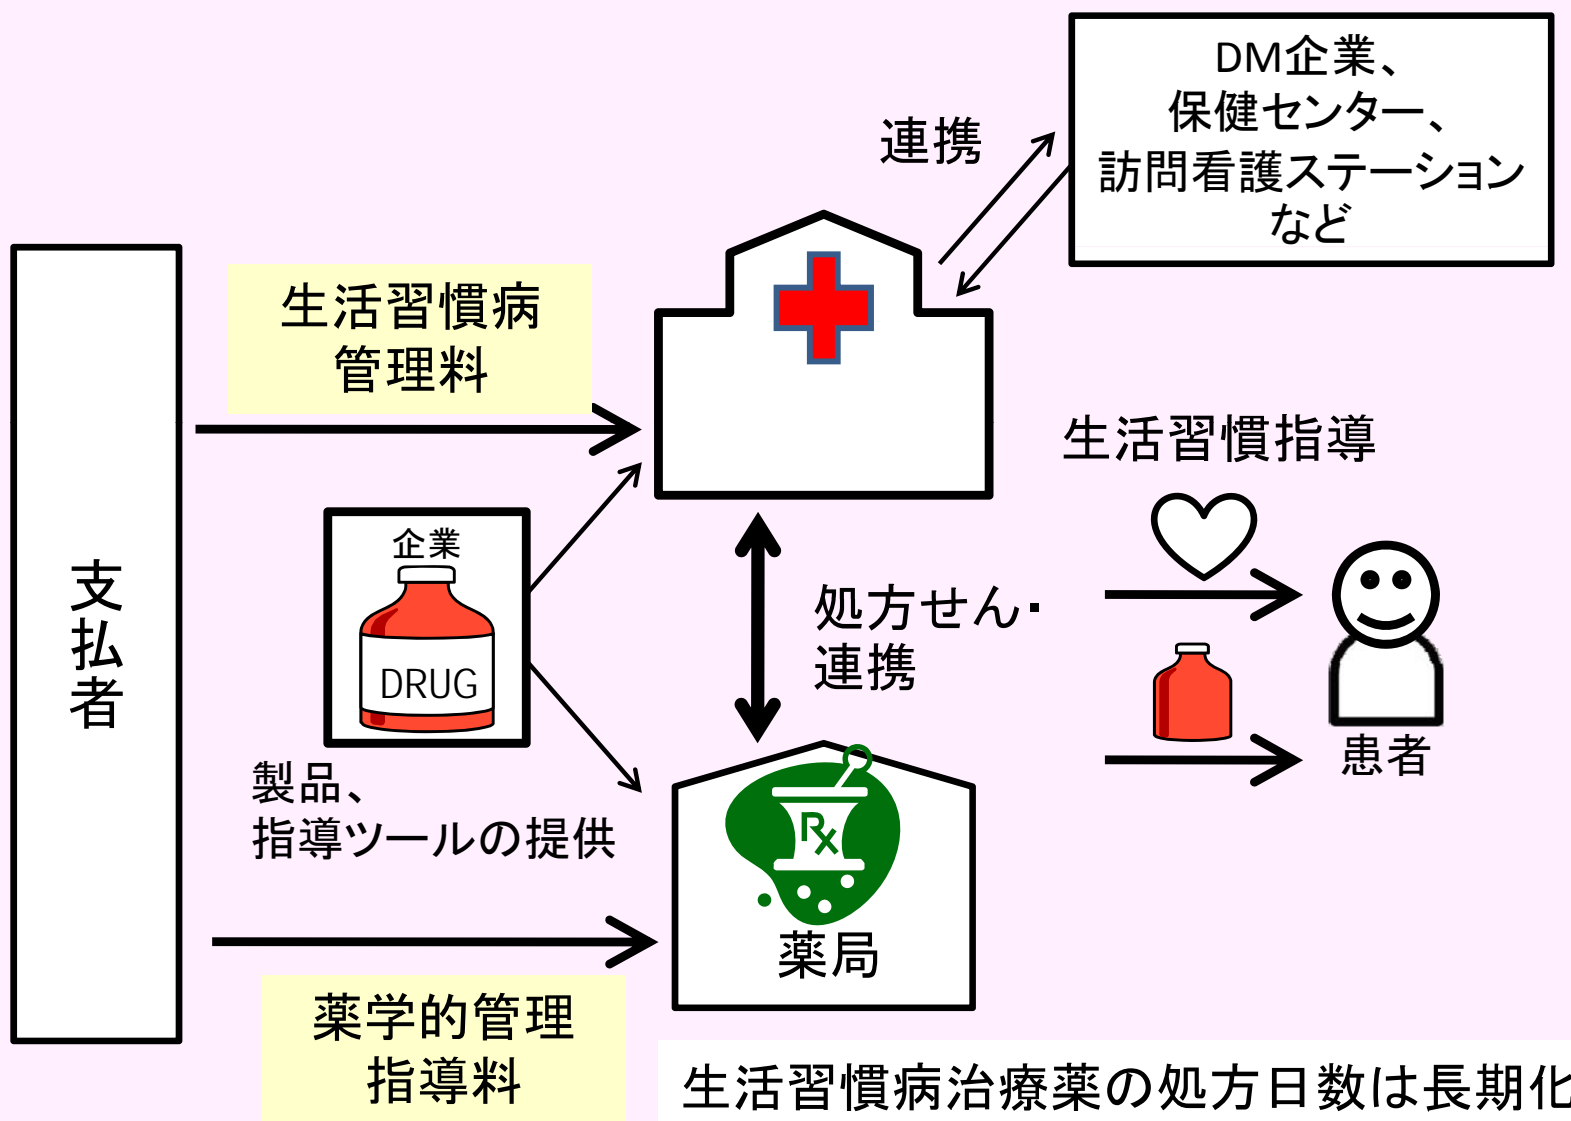 DM企業、
保健センター、
訪問看護ステーション
など
連携
生活習慣病
管理料
生活習慣指導
支払者
企業
DRUG
処方せん・
連携
患者
製品、
指導ツールの提供
Rx
薬局
薬学的管理
指導料
生活習慣病治療薬の処方日数は長期化